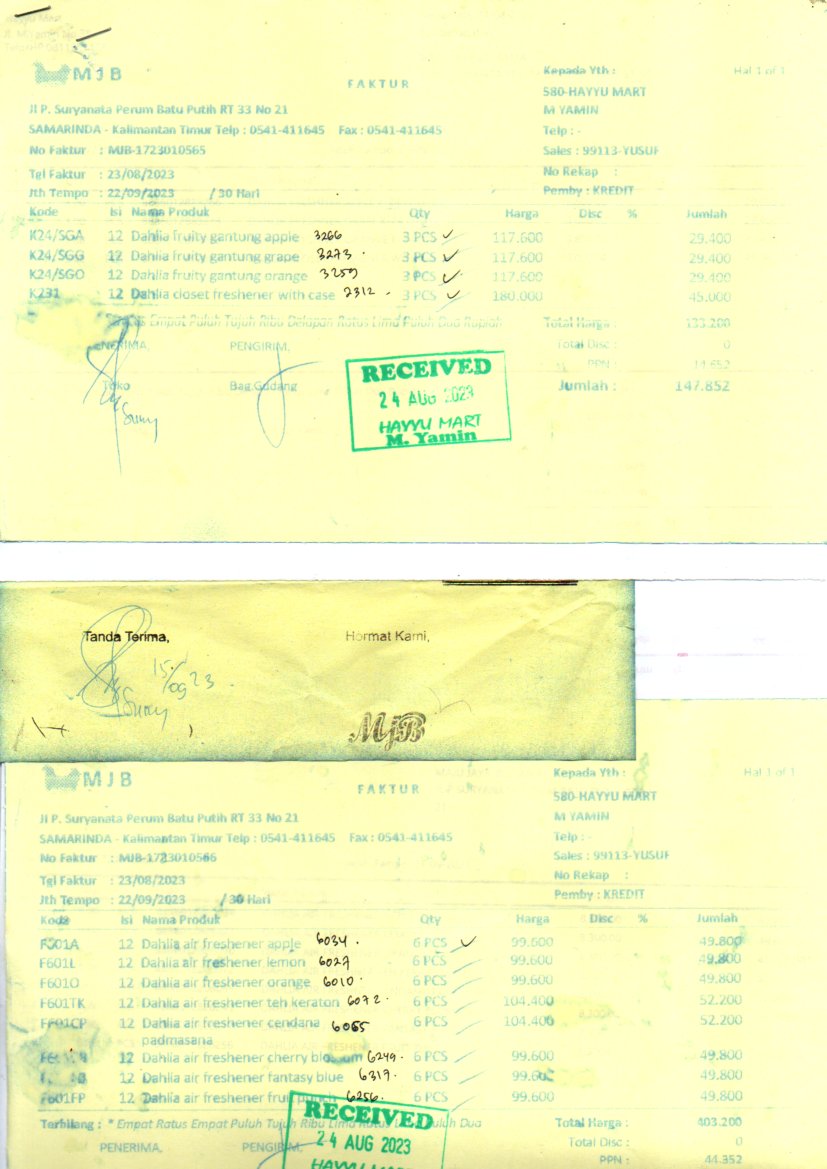 MJB
FAKTUR
Kepada Yth :
Hal 1 of 1
580-HAYYU MART
Jl P. Suryanata Perum Batu Putih RT 33 No 21
M YAMIN
SAMARINDA - Kalimantan Timur Telp : 0541-411645 Fax : 0541-411645
Telp : -
No Faktur : MJB-1723010565
Sales : 99113-YUSUF
Tgl Faktur : 23/08/2023
No Rekap :
Jth Tempo : 22/09/2023 / 30 Hari
Pemby : KREDIT
Kode Isi Nama Produk Qty Harga Disc % Jumlah
K24/SGA 12 Dahlia fruity gantung apple 3266 3 PCS 117.600 29.400
K24/SGG 12 Dahlia fruity gantung grape 3273 3 PCS 117.600 29.400
K24/SGO 12 Dahlia fruity gantung orange 3259 3 PCS 117.600 29.400
K231 12 Dahlia closet freshener with case 2312 3 PCS 180.000 45.000
Ratus Empat Puluh Tujuh Ribu Delapan Ratus Lima Puluh Dua Rupiah
Total Harga : 133.200
PENERIMA, PENGIRIM,
Total Disc : 0
PPN : 14.652
Toko Bag.Gudang
Jumlah : 147.852
RECEIVED
24 AUG 2023
HAYYU MART
M. Yamin
Tanda Terima, Hormat Kami,
15/09 23
MJB
MJB
FAKTUR
Kepada Yth :
Hal 1 of 1
580-HAYYU MART
Jl P. Suryanata Perum Batu Putih RT 33 No 21
M YAMIN
SAMARINDA - Kalimantan Timur Telp : 0541-411645 Fax : 0541-411645
Telp : -
No Faktur : MJB-1723010566
Sales : 99113-YUSUF
Tgl Faktur : 23/08/2023
No Rekap :
Jth Tempo : 22/09/2023 / 30 Hari
Pemby : KREDIT
Kode Isi Nama Produk Qty Harga Disc % Jumlah
F601A 12 Dahlia air freshener apple 6034 6 PCS 99.600 49.800
F601L 12 Dahlia air freshener lemon 6027 6 PCS 99.600 49.800
F601O 12 Dahlia air freshener orange 6010 6 PCS 99.600 49.800
F601TK 12 Dahlia air freshener teh keraton 6072 6 PCS 104.400 52.200
F601CP 12 Dahlia air freshener cendana 6065 6 PCS 104.400 52.200
padmasana
12 Dahlia air freshener cherry blossom 6249 6 PCS 99.600 49.800
12 Dahlia air freshener fantasy blue 6317 6 PCS 99.600 49.800
F601FP 12 Dahlia air freshener fruit punch 6256 6 PCS 99.600 49.800
Terbilang : * Empat Ratus Empat Puluh Tujuh Ribu Lima Ratus Lima Puluh Dua
Total Harga : 403.200
PENERIMA, PENGIRIM
Total Disc : 0
PPN : 44.352
RECEIVED
24 AUG 2023
HAYYU MART